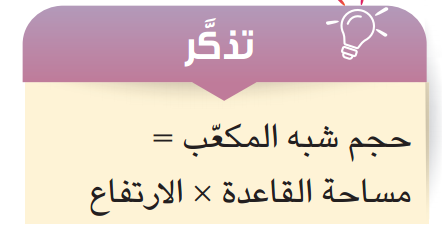 تذكَّر
حجم شبه المكعّب =
مساحة القاعدة × الارتفاع